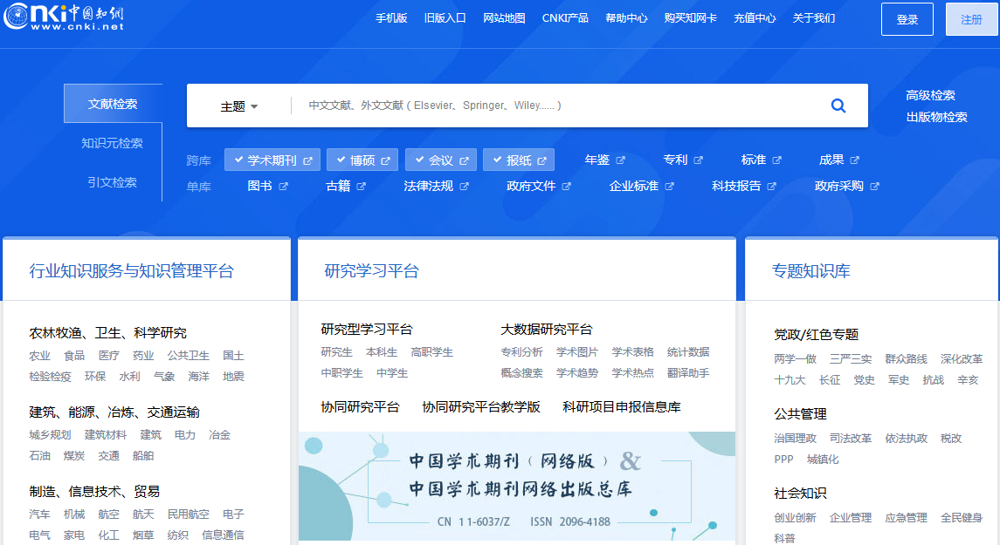 cnki中国知网
www.cnki.net
手机版 旧版入口 网站地图 CNKI产品 帮助中心 购买知网卡 充值中心 关于我们 登录 注册
文献检索
知识元检索
引文检索
主题 中文文献、外文文献 ( Elsevier、Springer、Wiley...... )
高级检索
出版物检索
跨库 学术期刊 博硕 会议 报纸 年鉴 专利 标准 成果
单库 图书 古籍 法律法规 政府文件 企业标准 科技报告 政府采购
行业知识服务与知识管理平台
农林牧渔、卫生、科学研究
农业 食品 医疗 药业 公共卫生 国土
检验检疫 环保 水利 气象 海洋 地震
建筑、能源、冶炼、交通运输
城乡规划 建筑材料 建筑 电力 冶金
石油 煤炭 交通 船舶
制造、信息技术、贸易
汽车 机械 航空 航天 民用航空 电子
电气 家电 化工 烟草 纺织 信息通信
研究学习平台
研究型学习平台
研究生 本科生 高职学生
中职学生 中学生
大数据研究平台
专利分析 学术图片 学术表格 统计数据
概念搜索 学术趋势 学术热点 翻译助手
协同研究平台 协同研究平台教学版 科研项目申报信息库
中国学术期刊（网络版）&
中国学术期刊网络出版总库
CN 11-6037/Z ISSN 2096-4188
专题知识库
党政/红色专题
两学一做 三严三实 群众路线 深化改革
十九大 长征 党史 军史 抗战 辛亥
公共管理
治国理政 司法改革 依法执政 税改
PPP 城镇化
社会知识
创业创新 企业管理 应急管理 全民健身
科普